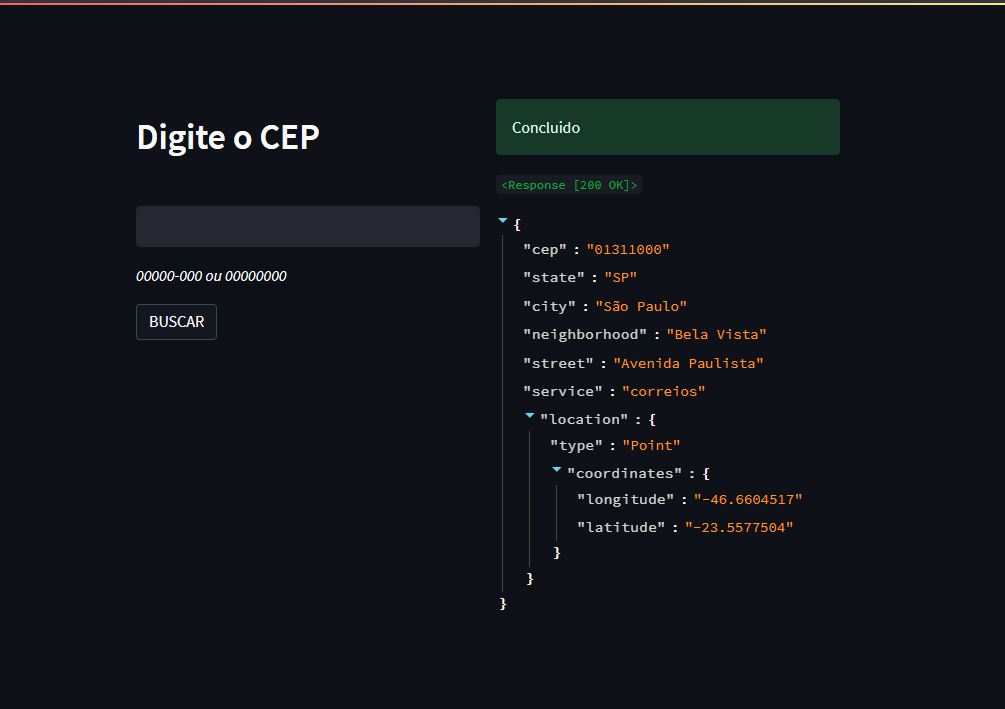 Digite o CEP
00000-000 ou 00000000
BUSCAR
Concluido
<Response [200 OK]>
{
"cep" : "01311000"
"state" : "SP"
"city" : "São Paulo"
"neighborhood" : "Bela Vista"
"street" : "Avenida Paulista"
"service" : "correios"
"location" : {
"type" : "Point"
"coordinates" : {
"longitude" : "-46.6604517"
"latitude" : "-23.5577504"
}
}
}